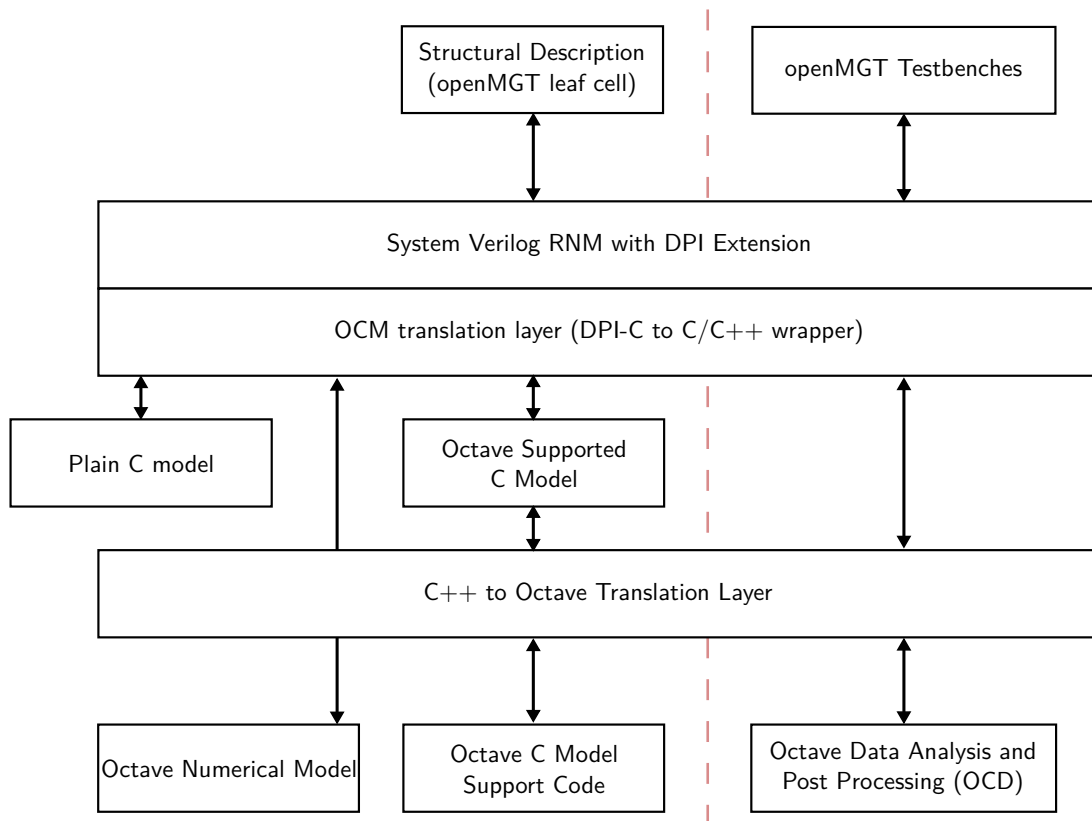 Structural Description
(openMGT leaf cell)
openMGT Testbenches
System Verilog RNM with DPI Extension
OCM translation layer (DPI-C to C/C++ wrapper)
Plain C model
Octave Supported
C Model
C++ to Octave Translation Layer
Octave Numerical Model
Octave C Model
Support Code
Octave Data Analysis and
Post Processing (OCD)